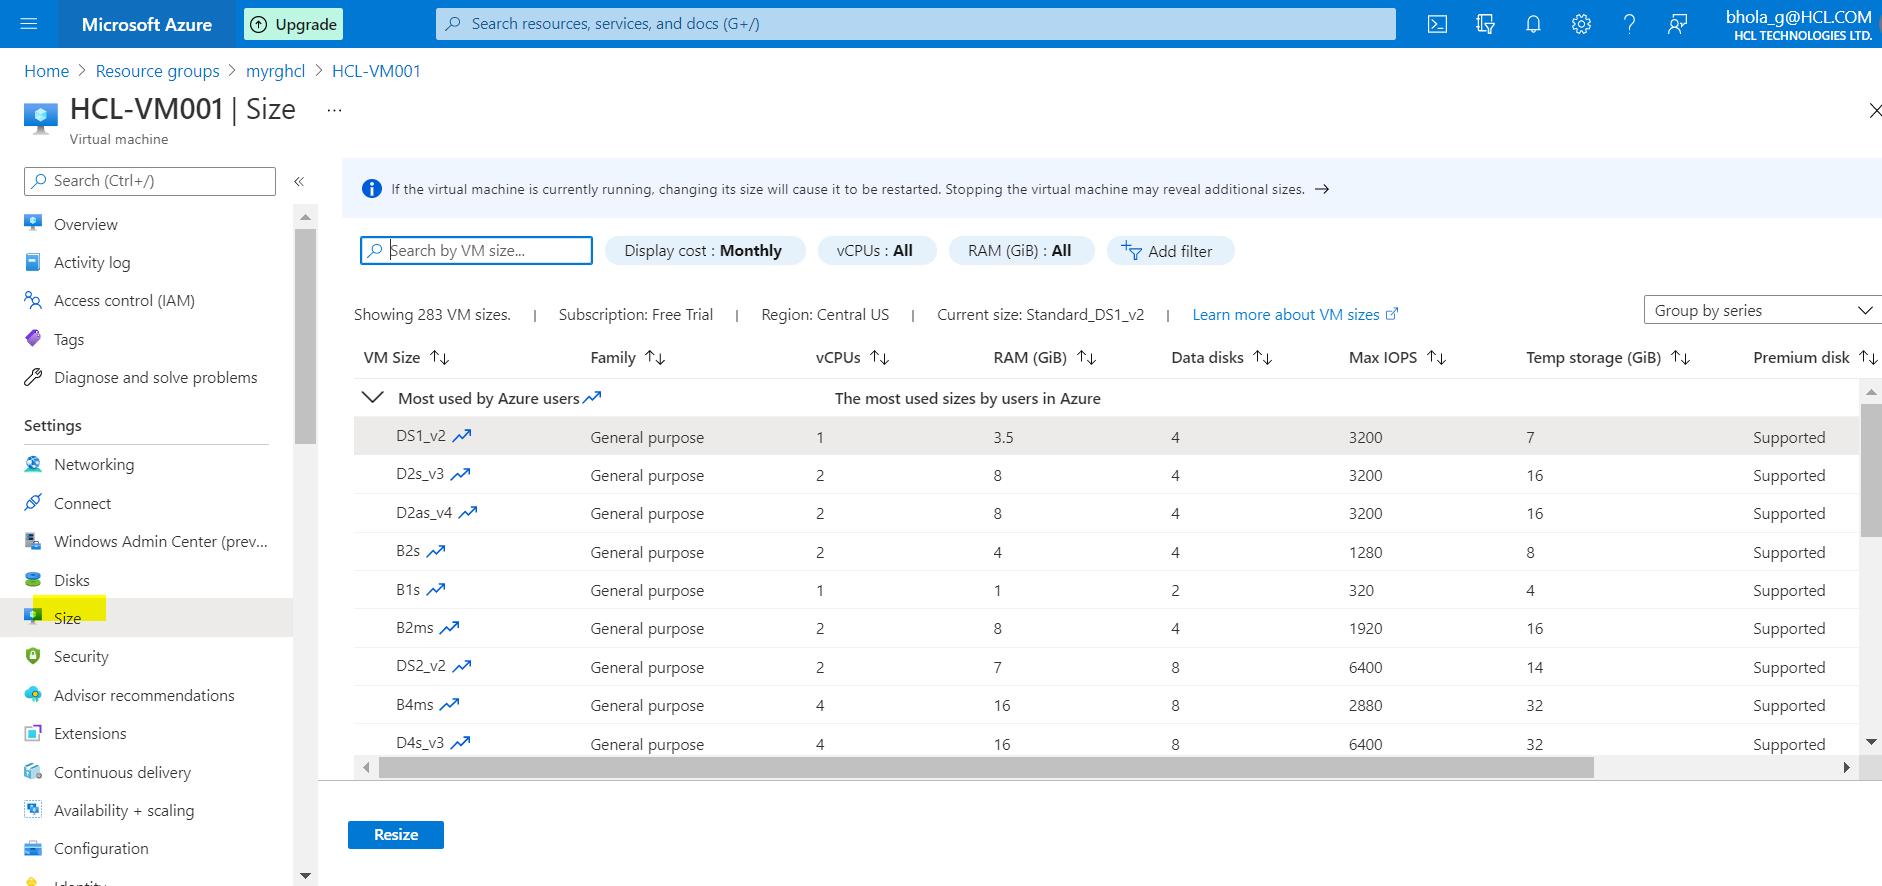 Microsoft Azure
Upgrade
Search resources, services, and docs (G+/)
bhola_g@HCL.COM
HCL TECHNOLOGIES LTD.
Home > Resource groups > myrghcl > HCL-VM001
HCL-VM001 | Size ...
Virtual machine
Search (Ctrl+/)
«
Overview
Activity log
Access control (IAM)
Tags
Diagnose and solve problems
Settings
Networking
Connect
Windows Admin Center (prev...
Disks
Size
Security
Advisor recommendations
Extensions
Continuous delivery
Availability + scaling
Configuration
Identity
If the virtual machine is currently running, changing its size will cause it to be restarted. Stopping the virtual machine may reveal additional sizes. →
Search by VM size...
Display cost : Monthly
vCPUs : All
RAM (GiB) : All
Add filter
Showing 283 VM sizes. | Subscription: Free Trial | Region: Central US | Current size: Standard_DS1_v2 | Learn more about VM sizes
Group by series
VM Size ↑↓ Family ↑↓ vCPUs ↑↓ RAM (GiB) ↑↓ Data disks ↑↓ Max IOPS ↑↓ Temp storage (GiB) ↑↓ Premium disk ↑↓
Most used by Azure users The most used sizes by users in Azure
DS1_v2 General purpose 1 3.5 4 3200 7 Supported
D2s_v3 General purpose 2 8 4 3200 16 Supported
D2as_v4 General purpose 2 8 4 3200 16 Supported
B2s General purpose 2 4 4 1280 8 Supported
B1s General purpose 1 1 2 320 4 Supported
B2ms General purpose 2 8 4 1920 16 Supported
DS2_v2 General purpose 2 7 8 6400 14 Supported
B4ms General purpose 4 16 8 2880 32 Supported
D4s_v3 General purpose 4 16 8 6400 32 Supported
Resize